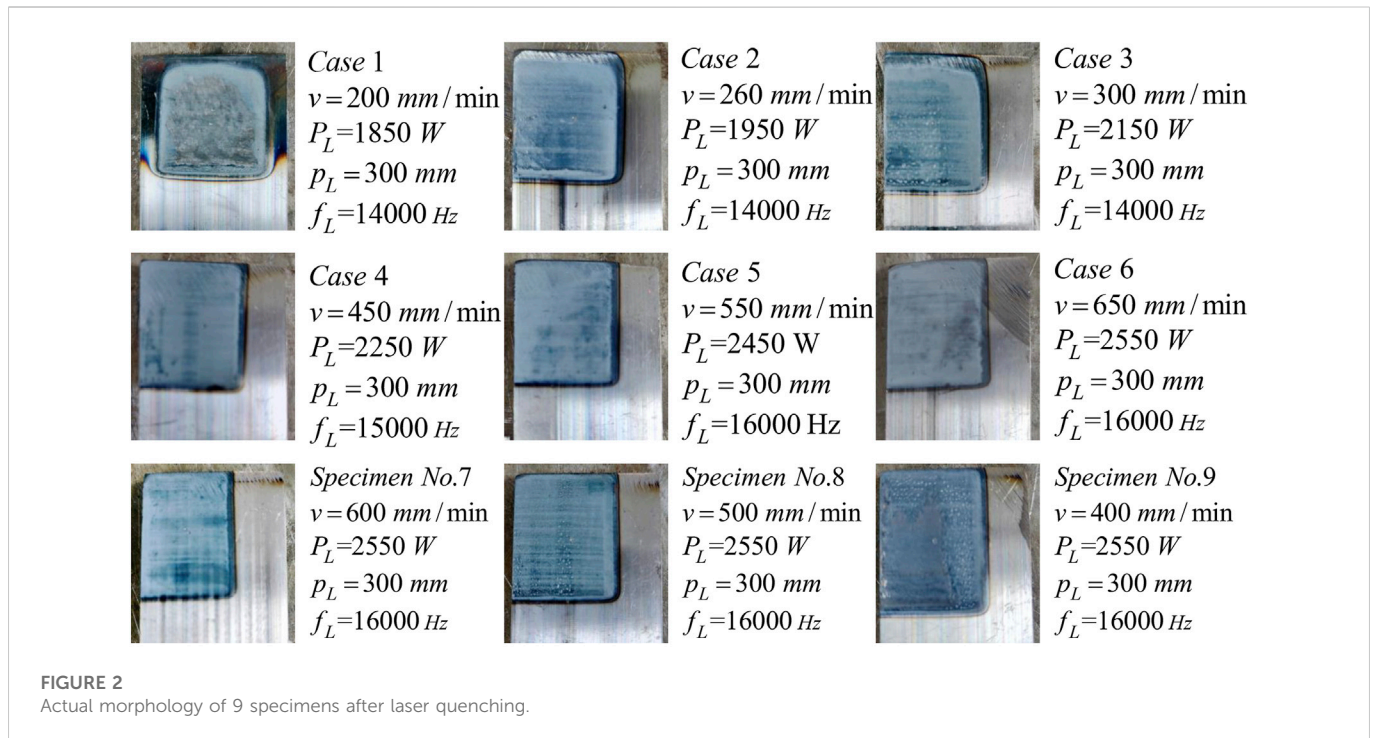 Case 1
v=200 mm/min
P_L=1850 W
p_L=300 mm
f_L=14000 Hz
Case 2
v=260 mm/min
P_L=1950 W
p_L=300 mm
f_L=14000 Hz
Case 3
v=300 mm/min
P_L=2150 W
p_L=300 mm
f_L=14000 Hz
Case 4
v=450 mm/min
P_L=2250 W
p_L=300 mm
f_L=15000 Hz
Case 5
v=550 mm/min
P_L=2450 W
p_L=300 mm
f_L=16000 Hz
Case 6
v=650 mm/min
P_L=2550 W
p_L=300 mm
f_L=16000 Hz
Specimen No.7
v=600 mm/min
P_L=2550 W
p_L=300 mm
f_L=16000 Hz
Specimen No.8
v=500 mm/min
P_L=2550 W
p_L=300 mm
f_L=16000 Hz
Specimen No.9
v=400 mm/min
P_L=2550 W
p_L=300 mm
f_L=16000 Hz
FIGURE 2
Actual morphology of 9 specimens after laser quenching.